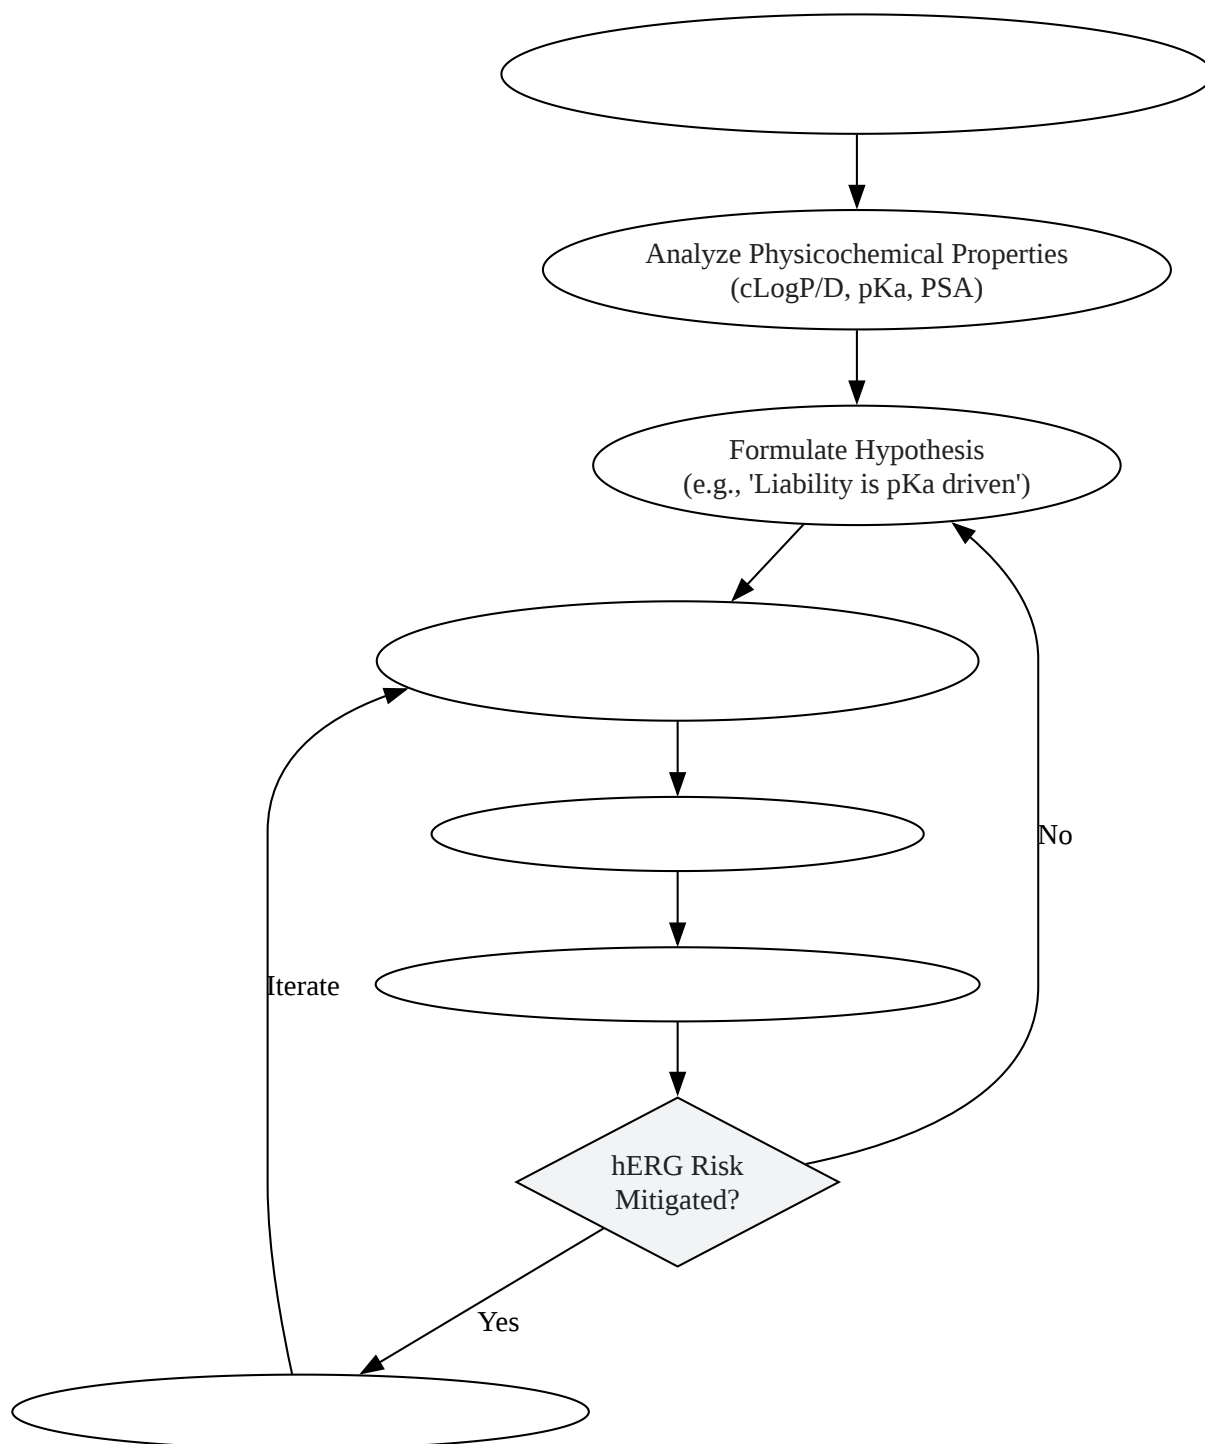 Analyze Physicochemical Properties
(cLogP/D, pKa, PSA)
Formulate Hypothesis
(e.g., 'Liability is pKa driven')
No
Iterate
hERG Risk
Mitigated?
Yes